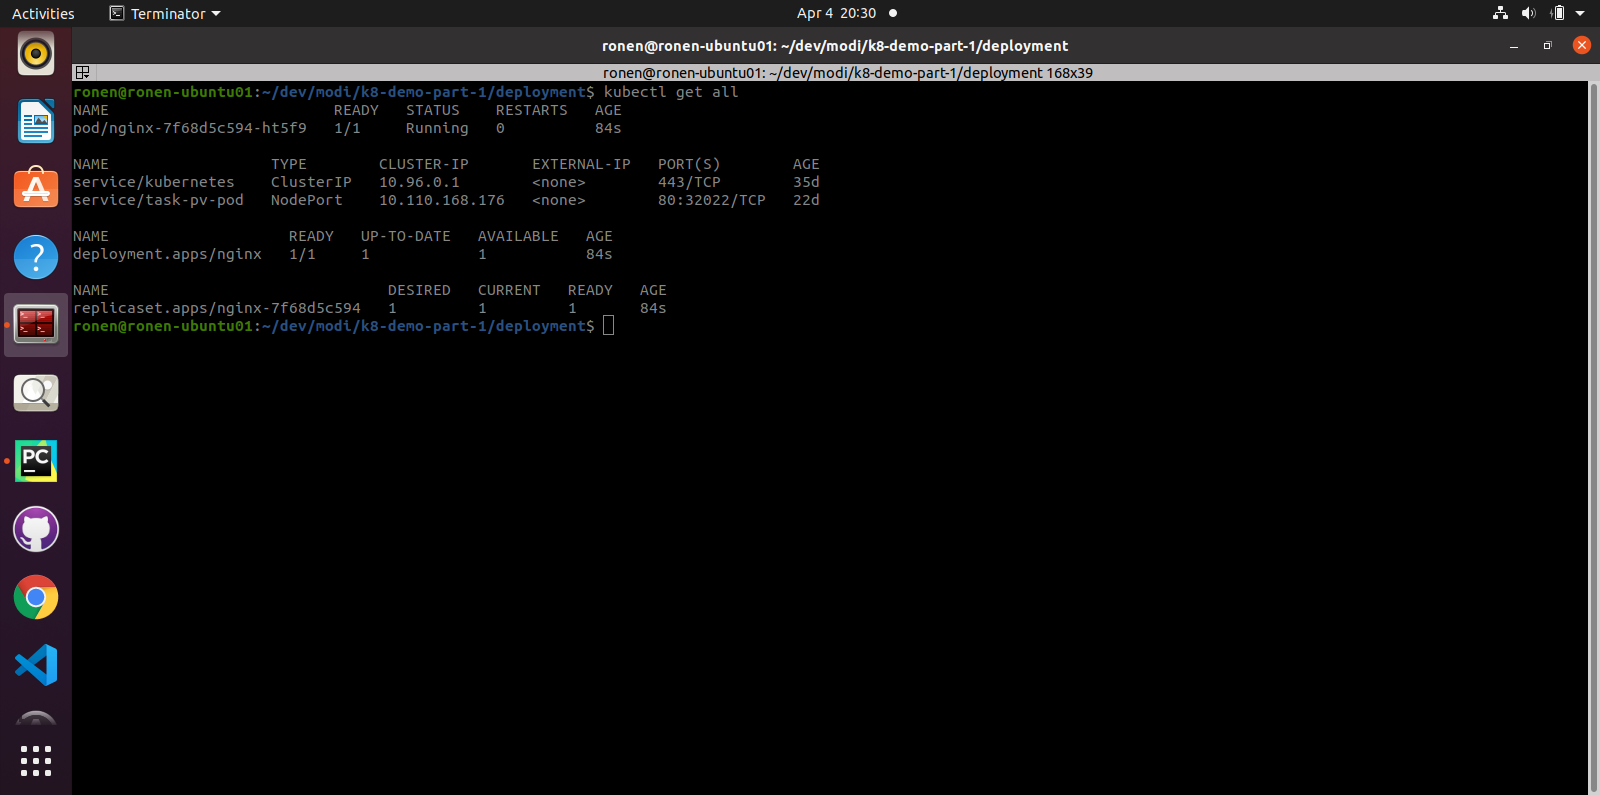 Activities Terminator Apr 4 20:30
ronen@ronen-ubuntu01: ~/dev/modi/k8-demo-part-1/deployment
ronen@ronen-ubuntu01: ~/dev/modi/k8-demo-part-1/deployment 168x39
ronen@ronen-ubuntu01:~/dev/modi/k8-demo-part-1/deployment$ kubectl get all
NAME READY STATUS RESTARTS AGE
pod/nginx-7f68d5c594-ht5f9 1/1 Running 0 84s
NAME TYPE CLUSTER-IP EXTERNAL-IP PORT(S) AGE
service/kubernetes ClusterIP 10.96.0.1 <none> 443/TCP 35d
service/task-pv-pod NodePort 10.110.168.176 <none> 80:32022/TCP 22d
NAME READY UP-TO-DATE AVAILABLE AGE
deployment.apps/nginx 1/1 1 1 84s
NAME DESIRED CURRENT READY AGE
replicaset.apps/nginx-7f68d5c594 1 1 1 84s
ronen@ronen-ubuntu01:~/dev/modi/k8-demo-part-1/deployment$
PC